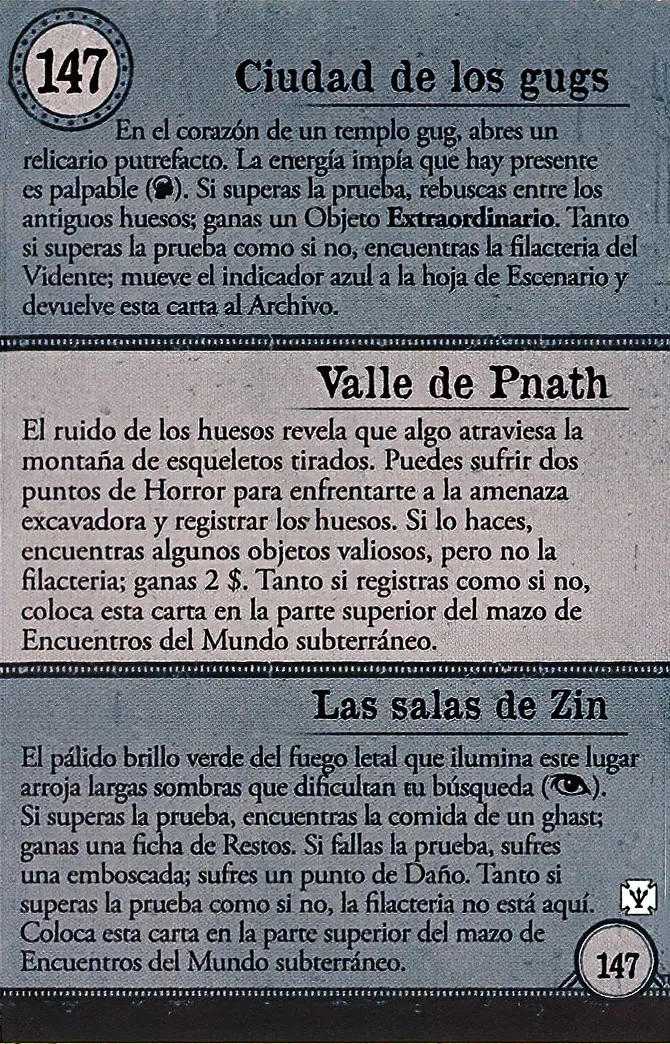 147
Ciudad de los gugs
En el corazón de un templo gug, abres un
relicario putrefacto. La energía impía que hay presente
es palpable (). Si superas la prueba, rebuscas entre los
antiguos huesos; ganas un Objeto Extraordinario. Tanto
si superas la prueba como si no, encuentras la filacteria del
Vidente; mueve el indicador azul a la hoja de Escenario y
devuelve esta carta al Archivo.
Valle de Pnath
El ruido de los huesos revela que algo atraviesa la
montaña de esqueletos tirados. Puedes sufrir dos
puntos de Horror para enfrentarte a la amenaza
excavadora y registrar los huesos. Si lo haces,
encuentras algunos objetos valiosos, pero no la
filacteria; ganas 2 $. Tanto si registras como si no,
coloca esta carta en la parte superior del mazo de
Encuentros del Mundo subterráneo.
Las salas de Zin
El pálido brillo verde del fuego letal que ilumina este lugar
arroja largas sombras que dificultan tu búsqueda ().
Si superas la prueba, encuentras la comida de un ghast;
ganas una ficha de Restos. Si fallas la prueba, sufres
una emboscada; sufres un punto de Daño. Tanto si
superas la prueba como si no, la filacteria no está aquí.
Coloca esta carta en la parte superior del mazo de
Encuentros del Mundo subterráneo.
147